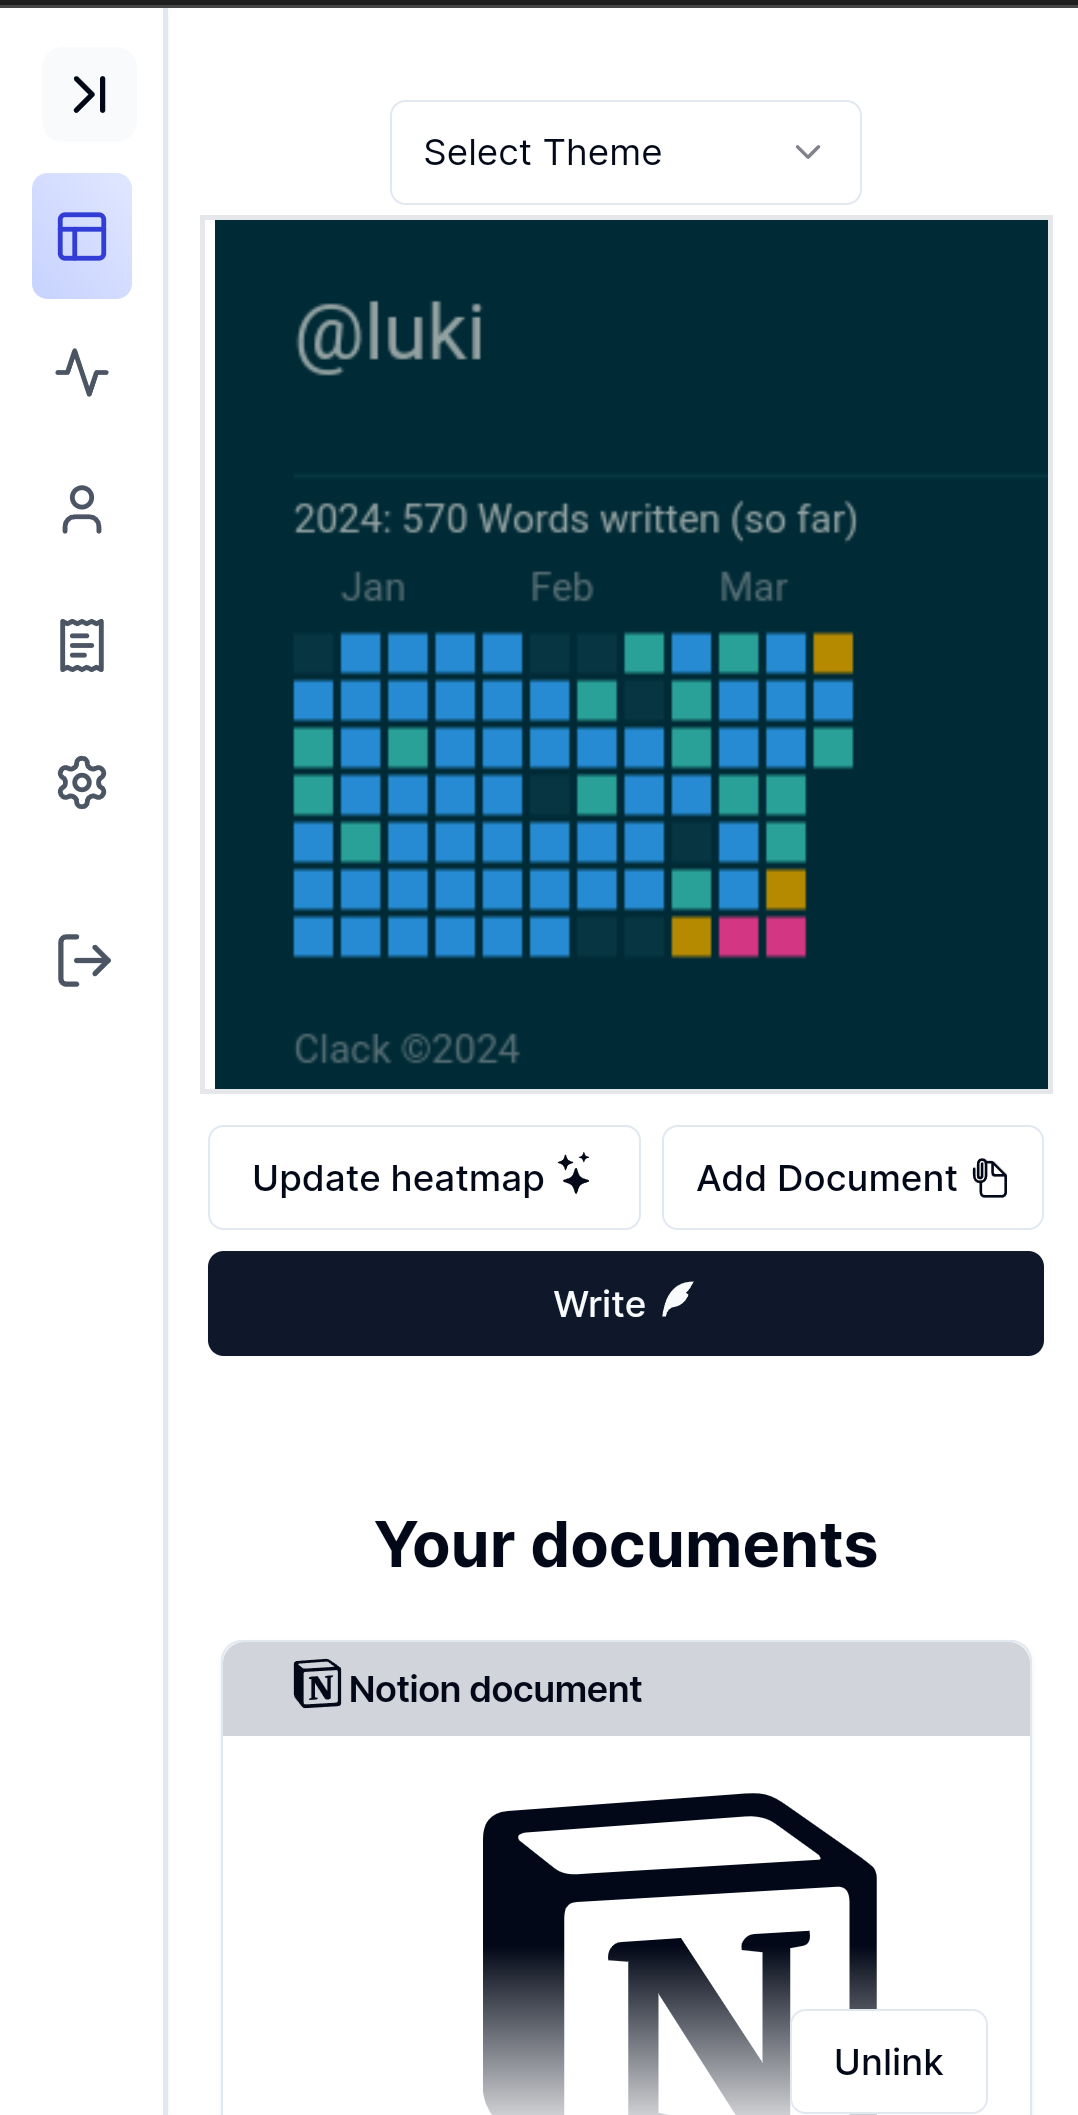 Select Theme
@luki
2024: 570 Words written (so far)
Jan Feb Mar
Clack ©2024
Update heatmap
Add Document
Write
Your documents
N Notion document
N
Unlink